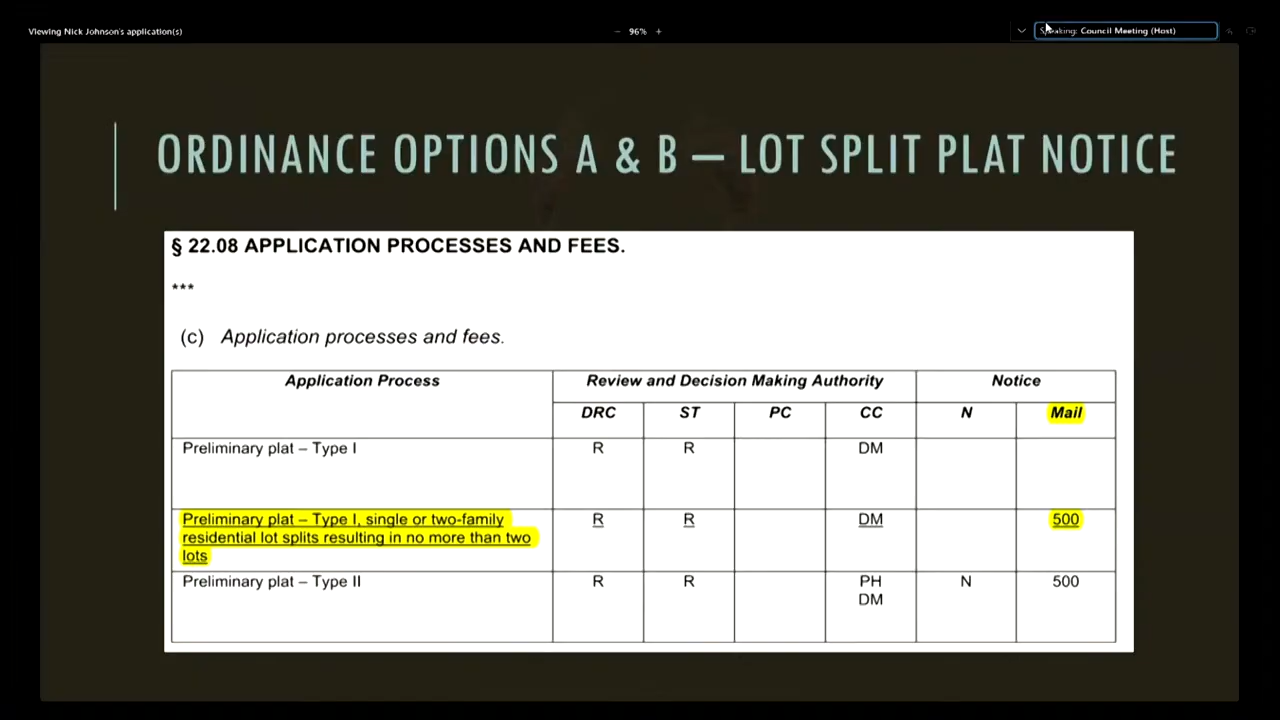 Viewing Nick Johnson's application(s)
− 96% +
Speaking: Council Meeting (Host)
ORDINANCE OPTIONS A & B – LOT SPLIT PLAT NOTICE
§ 22.08 APPLICATION PROCESSES AND FEES.
***
(c) Application processes and fees.
Application Process Review and Decision Making Authority Notice
DRC ST PC CC N Mail
Preliminary plat – Type I R R DM
Preliminary plat – Type I, single or two-family R R DM 500
residential lot splits resulting in no more than two
lots
Preliminary plat – Type II R R PH N 500
DM